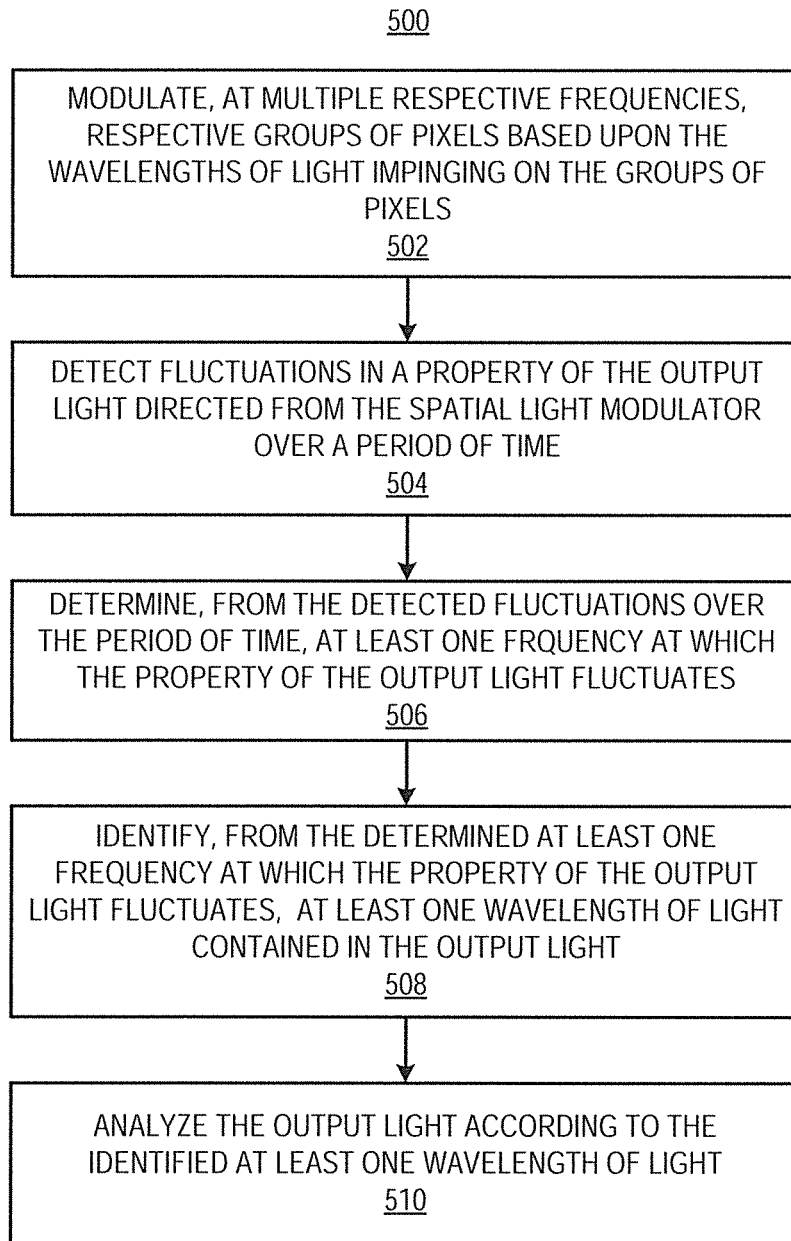 500
MODULATE, AT MULTIPLE RESPECTIVE FREQUENCIES,
RESPECTIVE GROUPS OF PIXELS BASED UPON THE
WAVELENGTHS OF LIGHT IMPINGING ON THE GROUPS OF
PIXELS
502
DETECT FLUCTUATIONS IN A PROPERTY OF THE OUTPUT
LIGHT DIRECTED FROM THE SPATIAL LIGHT MODULATOR
OVER A PERIOD OF TIME
504
DETERMINE, FROM THE DETECTED FLUCTUATIONS OVER
THE PERIOD OF TIME, AT LEAST ONE FRQUENCY AT WHICH
THE PROPERTY OF THE OUTPUT LIGHT FLUCTUATES
506
IDENTIFY, FROM THE DETERMINED AT LEAST ONE
FREQUENCY AT WHICH THE PROPERTY OF THE OUTPUT
LIGHT FLUCTUATES, AT LEAST ONE WAVELENGTH OF LIGHT
CONTAINED IN THE OUTPUT LIGHT
508
ANALYZE THE OUTPUT LIGHT ACCORDING TO THE
IDENTIFIED AT LEAST ONE WAVELENGTH OF LIGHT
510